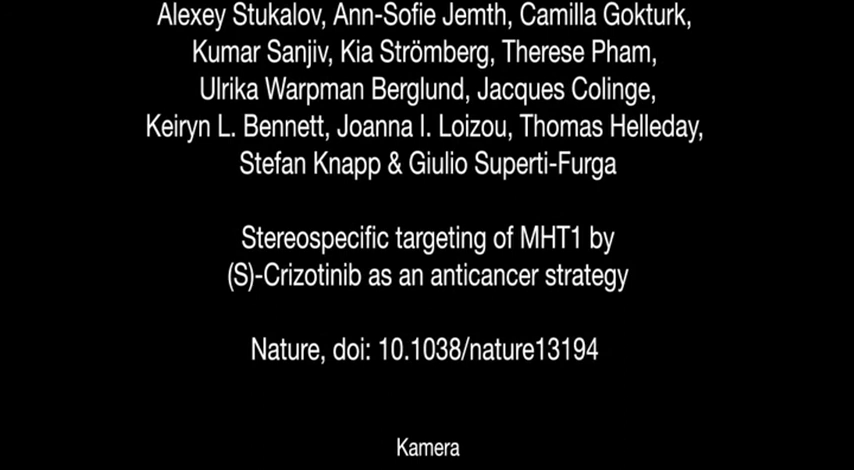 Alexey Stukalov, Ann-Sofie Jemth, Camilla Gokturk,
Kumar Sanjiv, Kia Strömberg, Therese Pham,
Ulrika Warpman Berglund, Jacques Colinge,
Keiryn L. Bennett, Joanna I. Loizou, Thomas Helleday,
Stefan Knapp & Giulio Superti-Furga
Stereospecific targeting of MHT1 by
(S)-Crizotinib as an anticancer strategy
Nature, doi: 10.1038/nature13194
Kamera